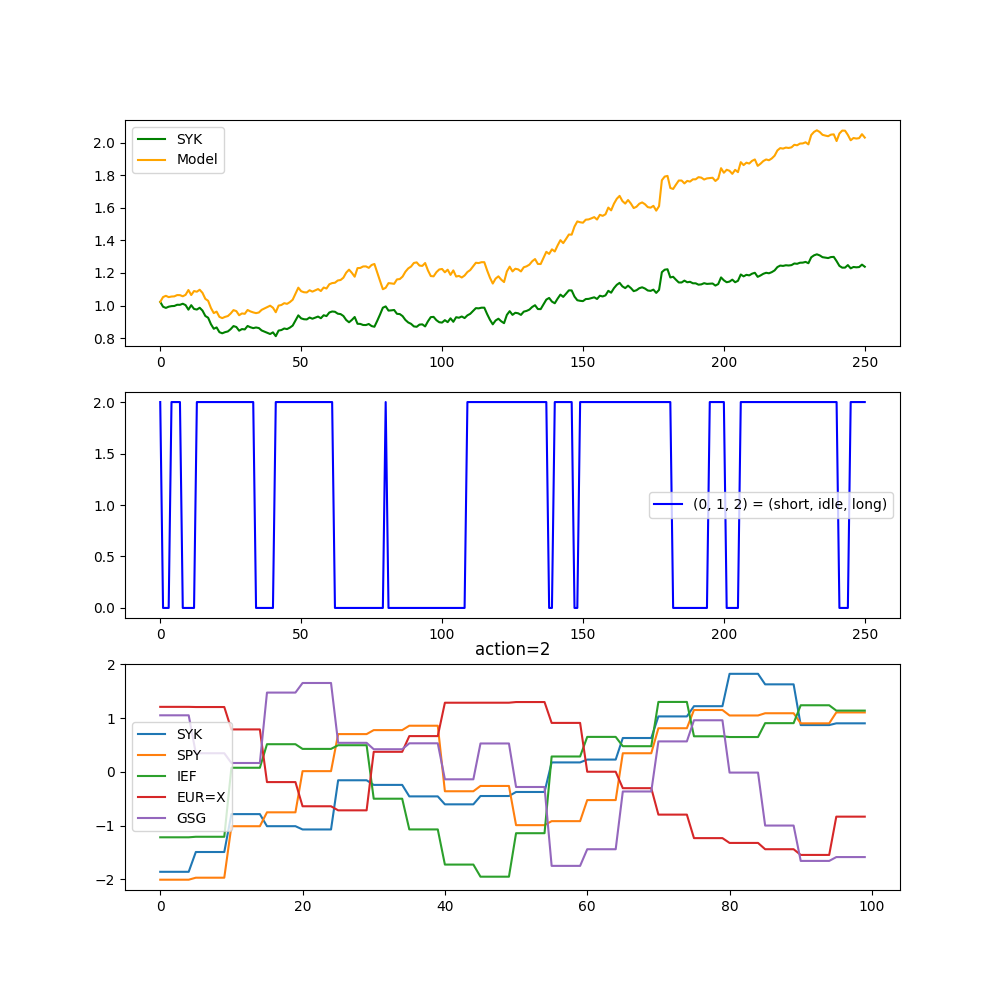 2.0
1.8
1.6
1.4
1.2
1.0
0.8
SYK
Model
0 50 100 150 200 250
2.0
1.5
1.0
0.5
0.0
(0, 1, 2) = (short, idle, long)
0 50 100 150 200 250
action=2
2
1
0
−1
−2
SYK
SPY
IEF
EUR=X
GSG
0 20 40 60 80 100